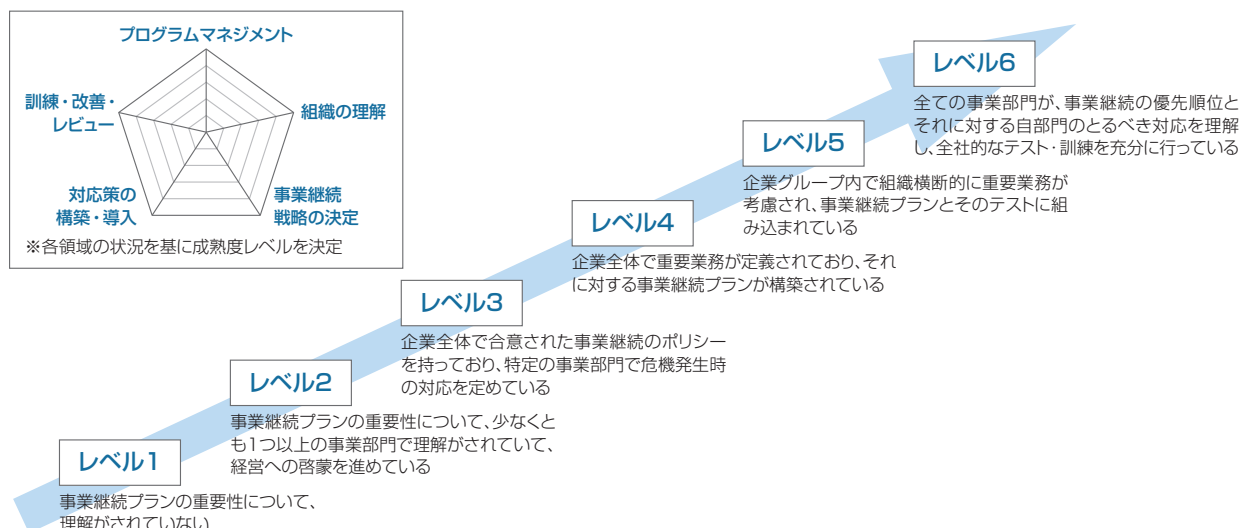 プログラムマネジメント
訓練・改善・
レビュー
組織の理解
対応策の
構築・導入
事業継続
戦略の決定
※各領域の状況を基に成熟度レベルを決定
レベル6
全ての事業部門が、事業継続の優先順位と
それに対する自部門のとるべき対応を理解
し、全社的なテスト・訓練を充分に行っている
レベル5
企業グループ内で組織横断的に重要業務が
考慮され、事業継続プランとそのテストに組
み込まれている
レベル4
企業全体で重要業務が定義されており、それ
に対する事業継続プランが構築されている
レベル3
企業全体で合意された事業継続のポリシー
を持っており、特定の事業部門で危機発生時
の対応を定めている
レベル2
事業継続プランの重要性について、少なくと
も1つ以上の事業部門で理解がされていて、
経営への啓蒙を進めている
レベル1
事業継続プランの重要性について、
理解がされていない